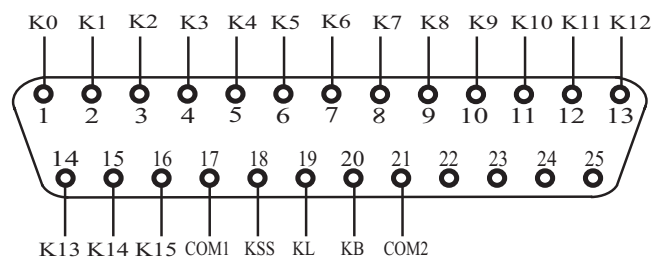 K0 K1 K2 K3 K4 K5 K6 K7 K8 K9 K10 K11 K12
1 2 3 4 5 6 7 8 9 10 11 12 13
14 15 16 17 18 19 20 21 22 23 24 25
K13 K14 K15 COM1 KSS KL KB COM2